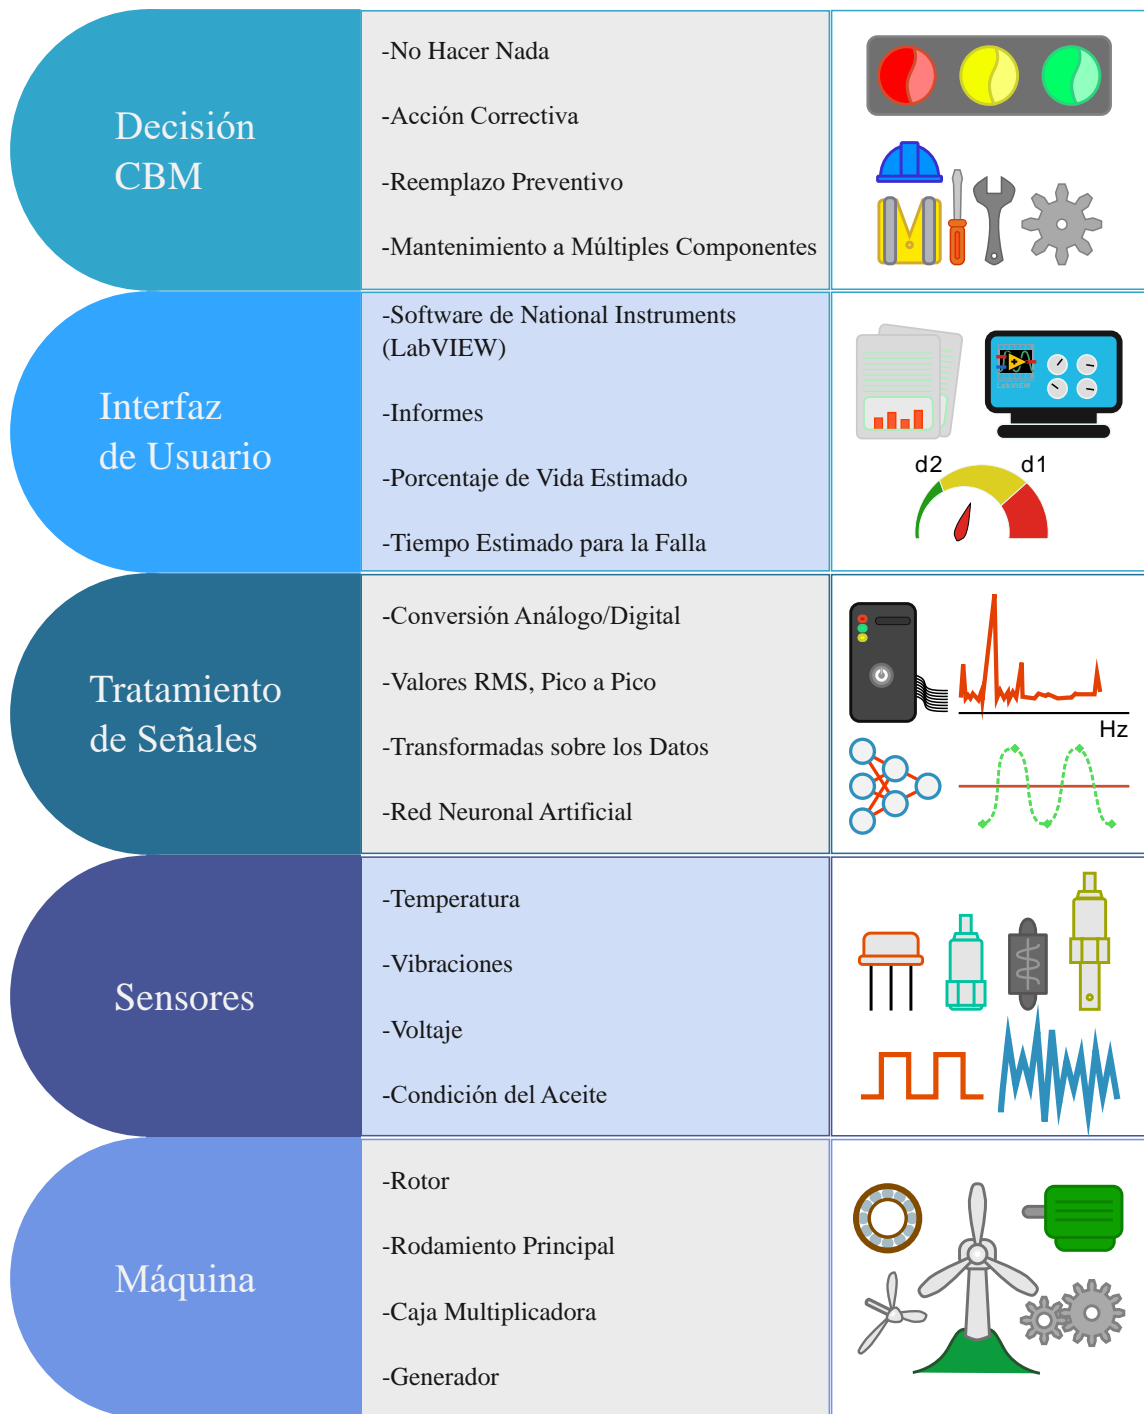 Decisión
CBM
-No Hacer Nada
-Acción Correctiva
-Reemplazo Preventivo
-Mantenimiento a Múltiples Componentes
Interfaz
de Usuario
-Software de National Instruments
(LabVIEW)
-Informes
-Porcentaje de Vida Estimado
-Tiempo Estimado para la Falla
LabVIEW
d2 d1
Tratamiento
de Señales
-Conversión Análogo/Digital
-Valores RMS, Pico a Pico
-Transformadas sobre los Datos
-Red Neuronal Artificial
Hz
Sensores
-Temperatura
-Vibraciones
-Voltaje
-Condición del Aceite
Máquina
-Rotor
-Rodamiento Principal
-Caja Multiplicadora
-Generador